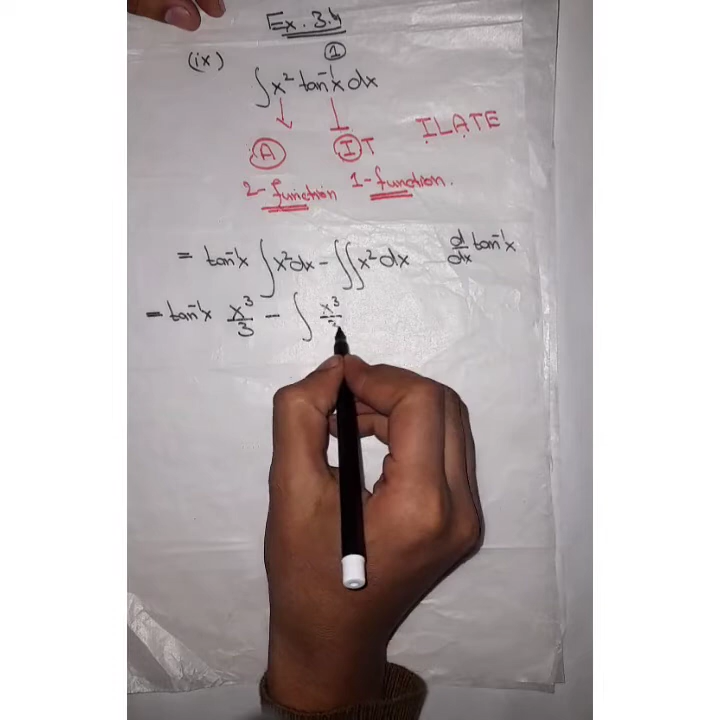 Ex. 3.4
(ix) ①
∫x² tan⁻¹x dx
Ⓐ Ⓘ T ILATE
2-function 1-function.
= tan⁻¹x ∫x²dx - ∫∫x²dx d/dx tan⁻¹x
= tan⁻¹x x³/3 - ∫ x³/3